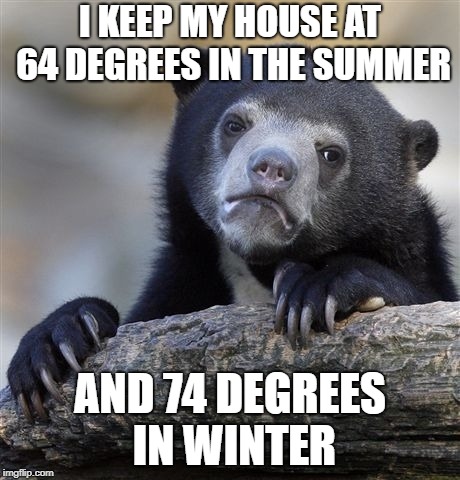 I KEEP MY HOUSE AT
64 DEGREES IN THE SUMMER
AND 74 DEGREES
IN WINTER
imgflip.com